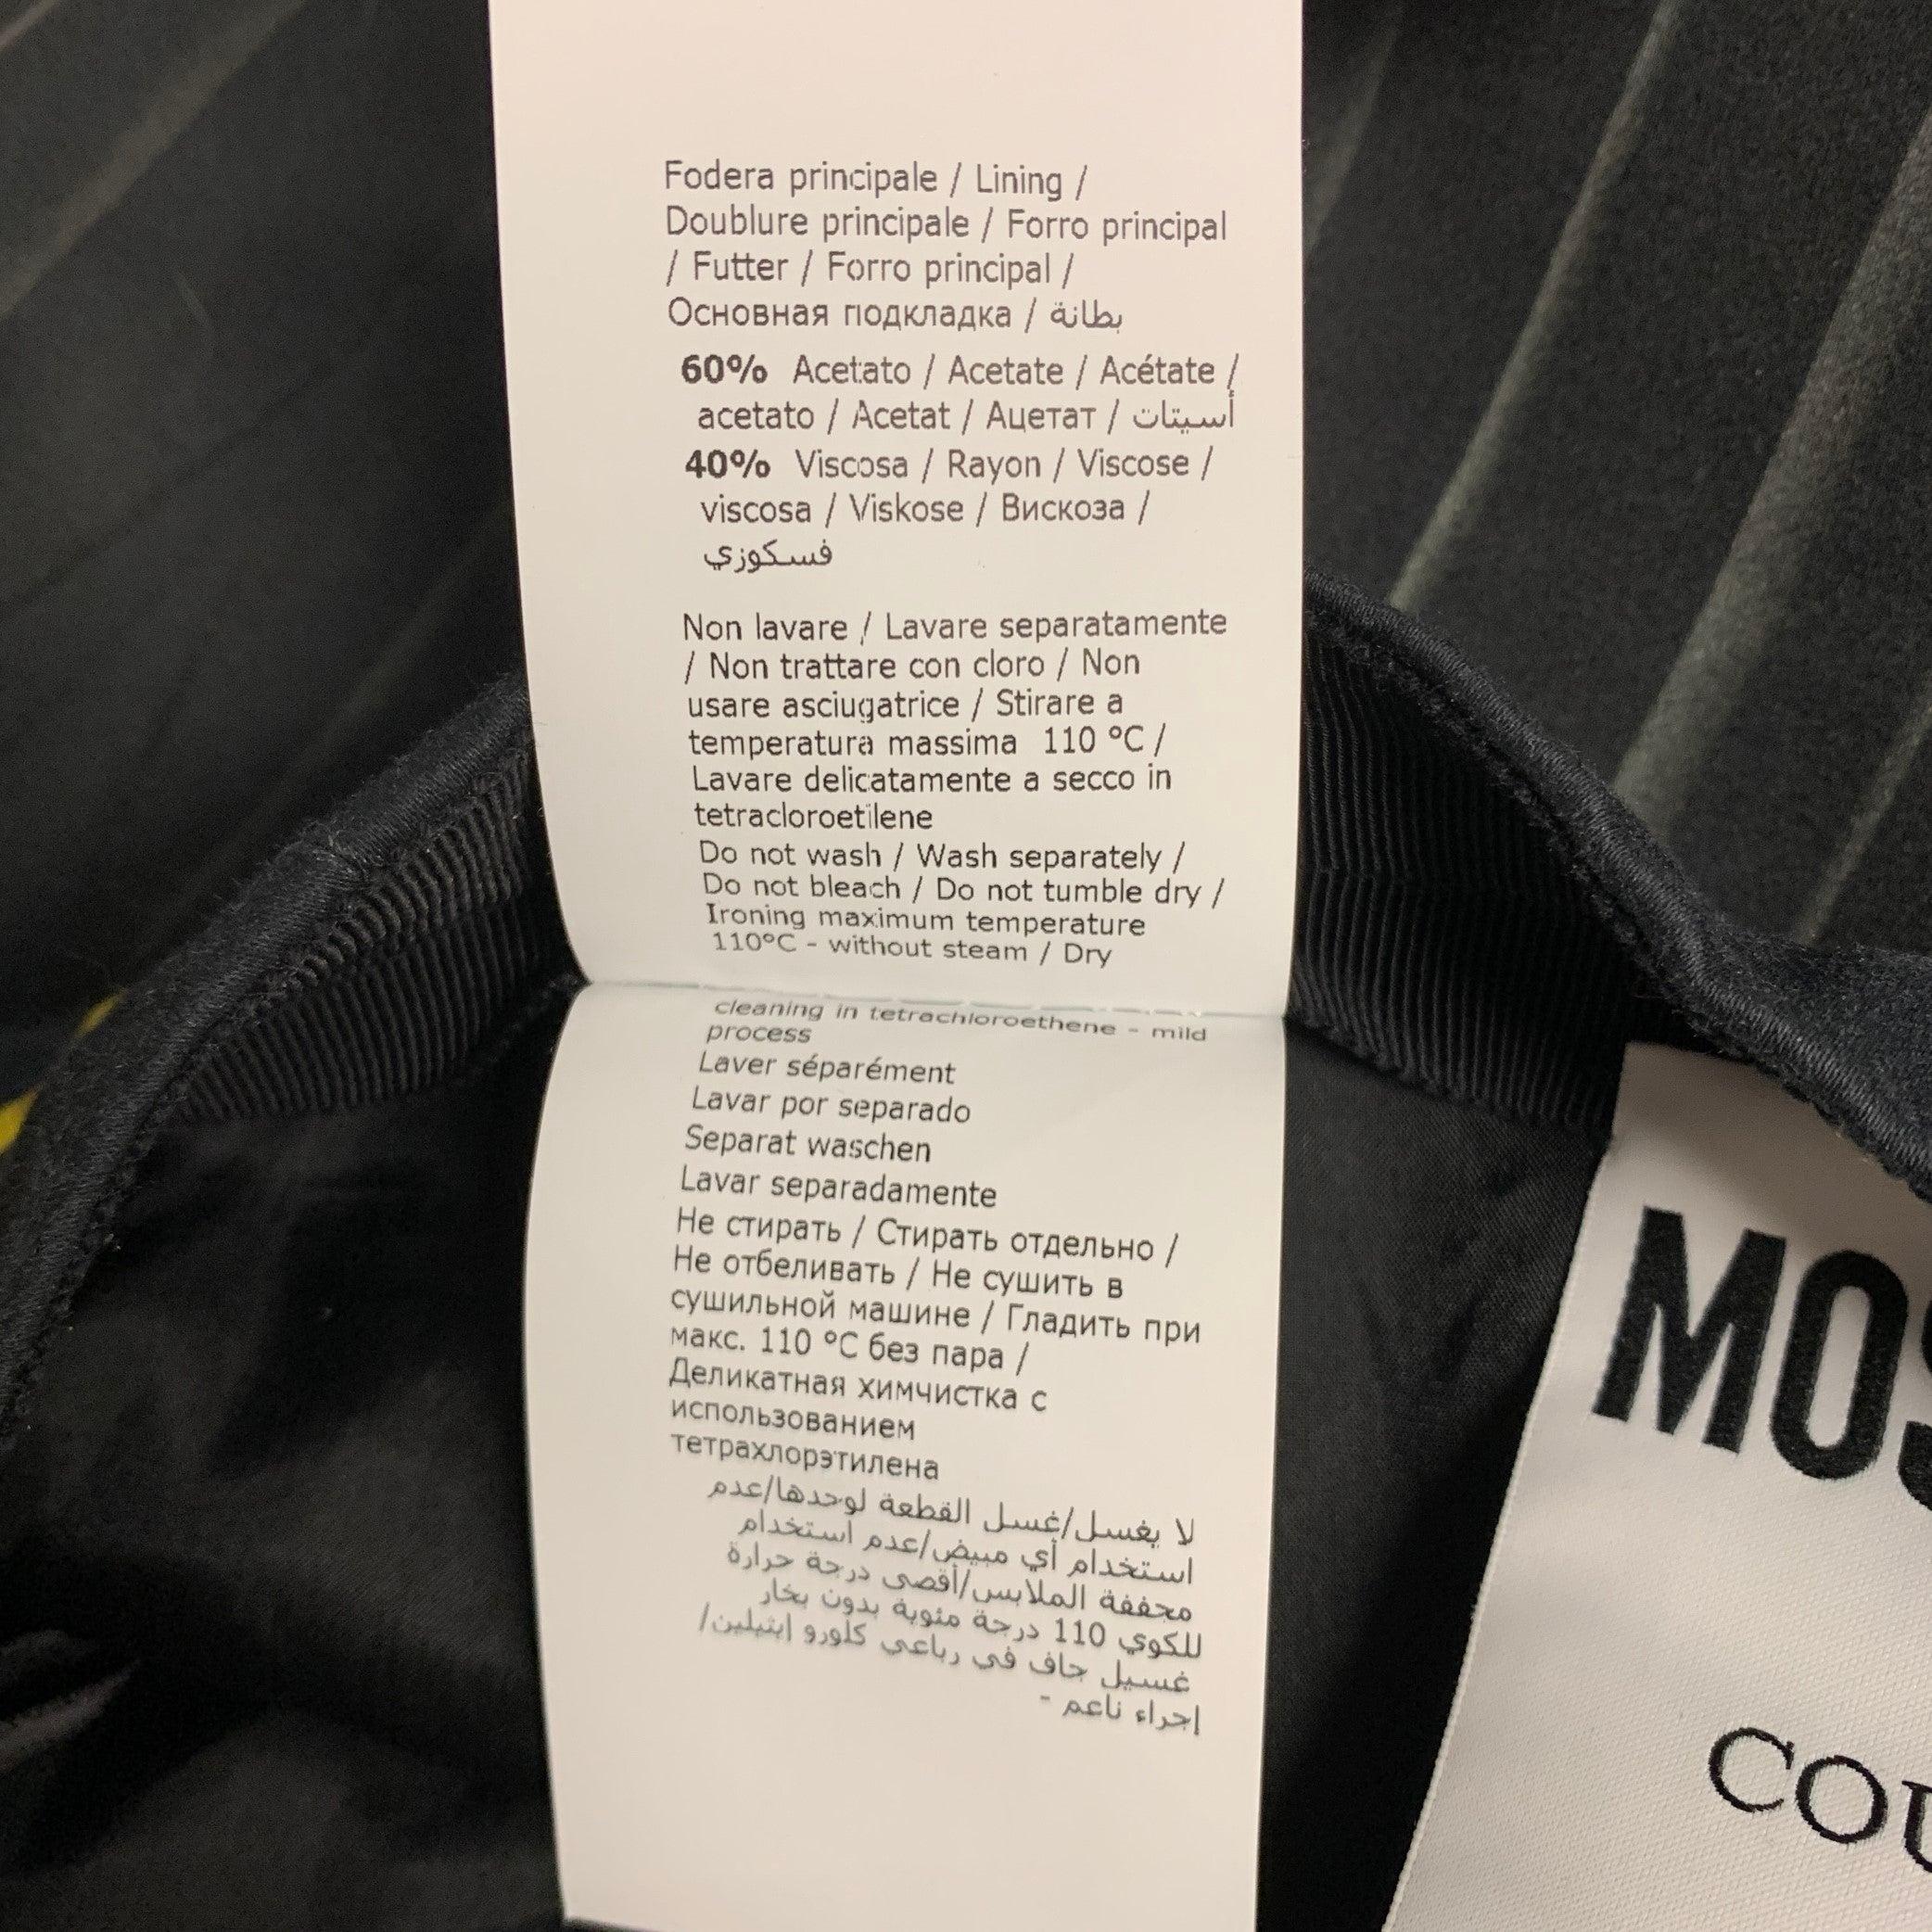 Fodera principale / Lining /
Doublure principale / Forro principal
/ Futter / Forro principal /
Основная подкладка / بطانة
60% Acetato / Acetate / Acétate /
acetato / Acetat / Ацетат / أسيتات
40% Viscosa / Rayon / Viscose /
viscosa / Viskose / Вискоза /
فسكوزي
Non lavare / Lavare separatamente
/ Non trattare con cloro / Non
usare asciugatrice / Stirare a
temperatura massima 110 °C /
Lavare delicatamente a secco in
tetracloroetilene
Do not wash / Wash separately /
Do not bleach / Do not tumble dry /
Ironing maximum temperature
110°C - without steam / Dry
cleaning in tetrachloroethene - mild
process
Laver séparément
Lavar por separado
Separat waschen
Lavar separadamente
Не стирать / Стирать отдельно /
Не отбеливать / Не сушить в
сушильной машине / Гладить при
макс. 110 °C без пара /
Деликатная химчистка с
использованием
тетрахлорэтилена
لا يغسل/غسل القطعة لوحدها/عدم
استخدام أي مبيض/عدم استخدام
مجففة الملابس/أقصى درجة حرارة
للكوي 110 درجة مئوية بدون بخار
غسيل جاف في رباعي كلورو إيثيلين/
إجراء ناعم -
MOS
COU